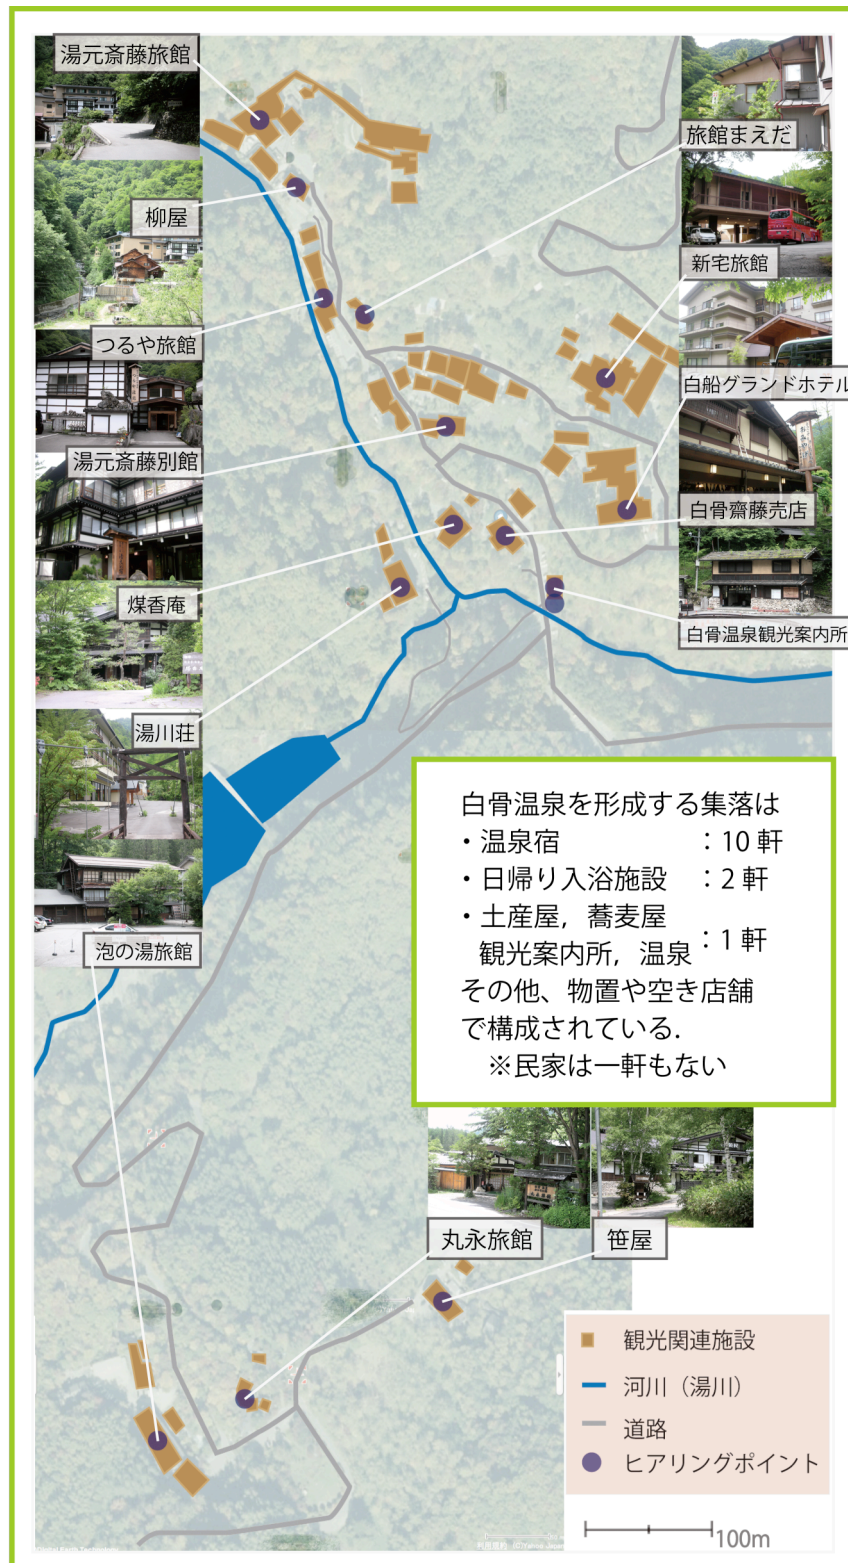 湯元斎藤旅館
旅館まえだ
柳屋
新宅旅館
つるや旅館
白船グランドホテル
湯元斎藤別館
白骨齋藤売店
煤香庵
白骨温泉観光案内所
湯川荘
白骨温泉を形成する集落は
・温泉宿 ：10 軒
・日帰り入浴施設 ：2 軒
・土産屋，蕎麦屋
観光案内所，温泉：1 軒
その他、物置や空き店舗
で構成されている.
※民家は一軒もない
泡の湯旅館
丸永旅館
笹屋
観光関連施設
河川（湯川）
道路
ヒアリングポイント
100m